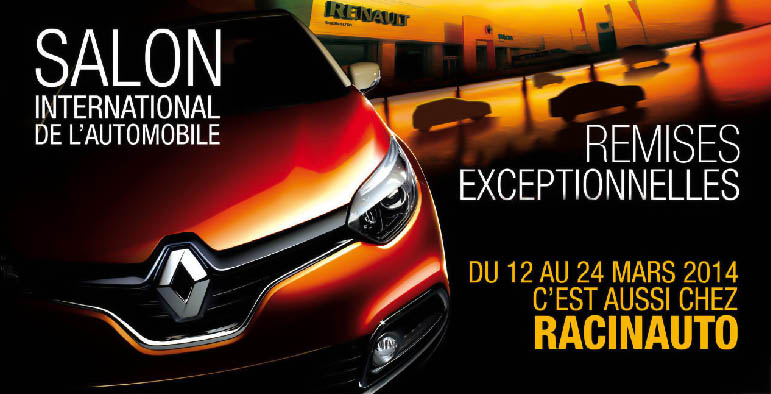 SALON
INTERNATIONAL
DE L'AUTOMOBILE
RENAULT
REMISES
EXCEPTIONNELLES
DU 12 AU 24 MARS 2014
C'EST AUSSI CHEZ
RACINAUTO